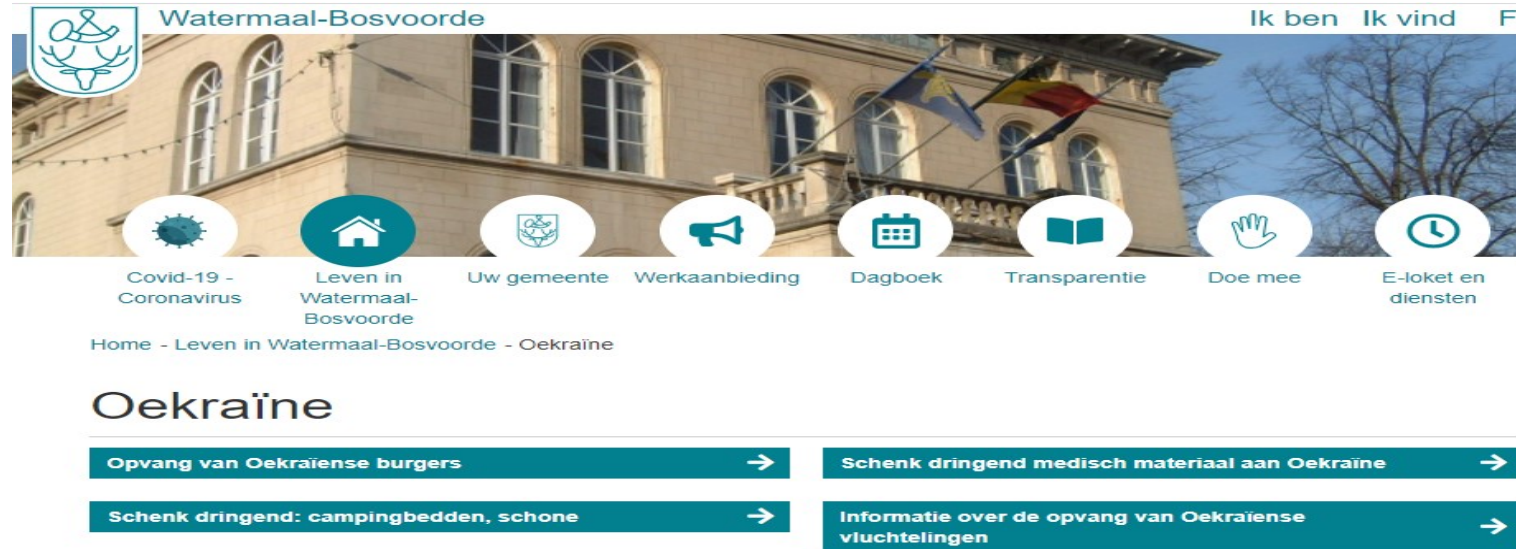 Watermaal-Bosvoorde
Ik ben Ik vind F
Covid-19 -
Coronavirus
Leven in
Watermaal-
Bosvoorde
Uw gemeente
Werkaanbieding
Dagboek
Transparentie
Doe mee
E-loket en
diensten
Home - Leven in Watermaal-Bosvoorde - Oekraïne
Oekraïne
Opvang van Oekraïense burgers
Schenk dringend medisch materiaal aan Oekraïne
Schenk dringend: campingbedden, schone
Informatie over de opvang van Oekraïense
vluchtelingen